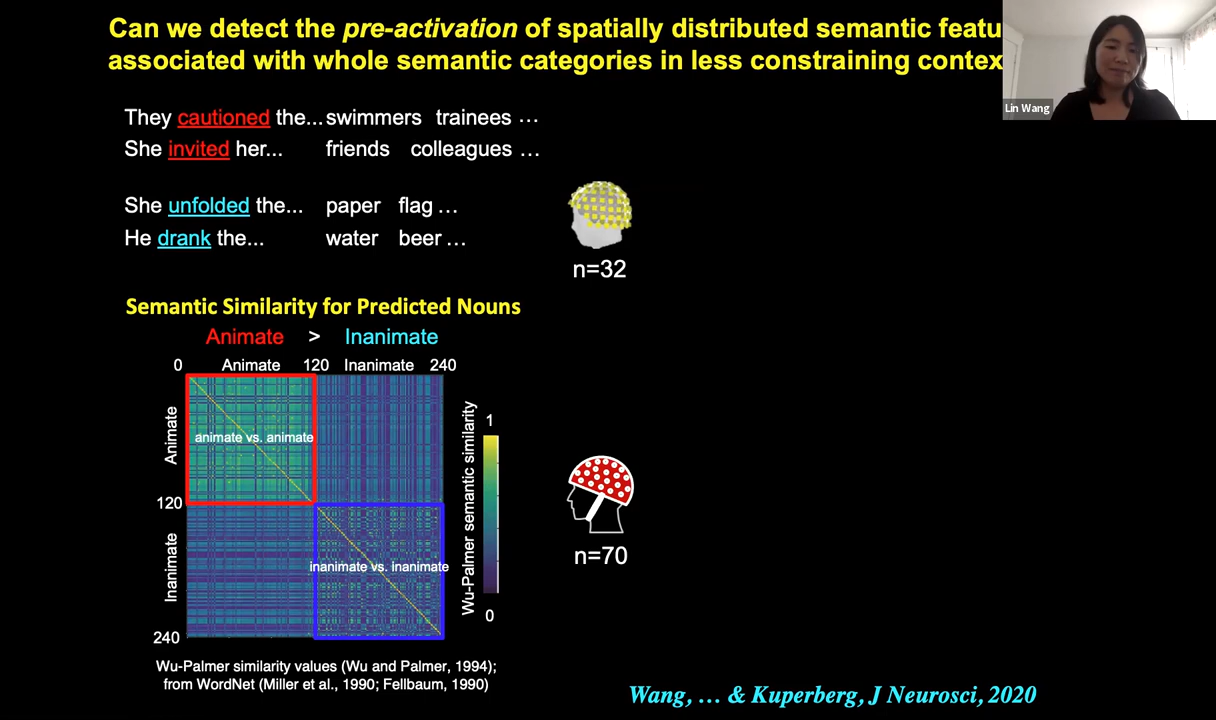 Can we detect the pre-activation of spatially distributed semantic featu
associated with whole semantic categories in less constraining contex
Lin Wang
They cautioned the... swimmers trainees ...
She invited her... friends colleagues ...
She unfolded the... paper flag ...
He drank the... water beer ...
n=32
Semantic Similarity for Predicted Nouns
Animate > Inanimate
0 Animate 120 Inanimate 240
Animate
animate vs. animate
120
Inanimate
inanimate vs. inanimate
240
Wu-Palmer semantic similarity
1
0
n=70
Wu-Palmer similarity values (Wu and Palmer, 1994);
from WordNet (Miller et al., 1990; Fellbaum, 1990)
Wang, ... & Kuperberg, J Neurosci, 2020